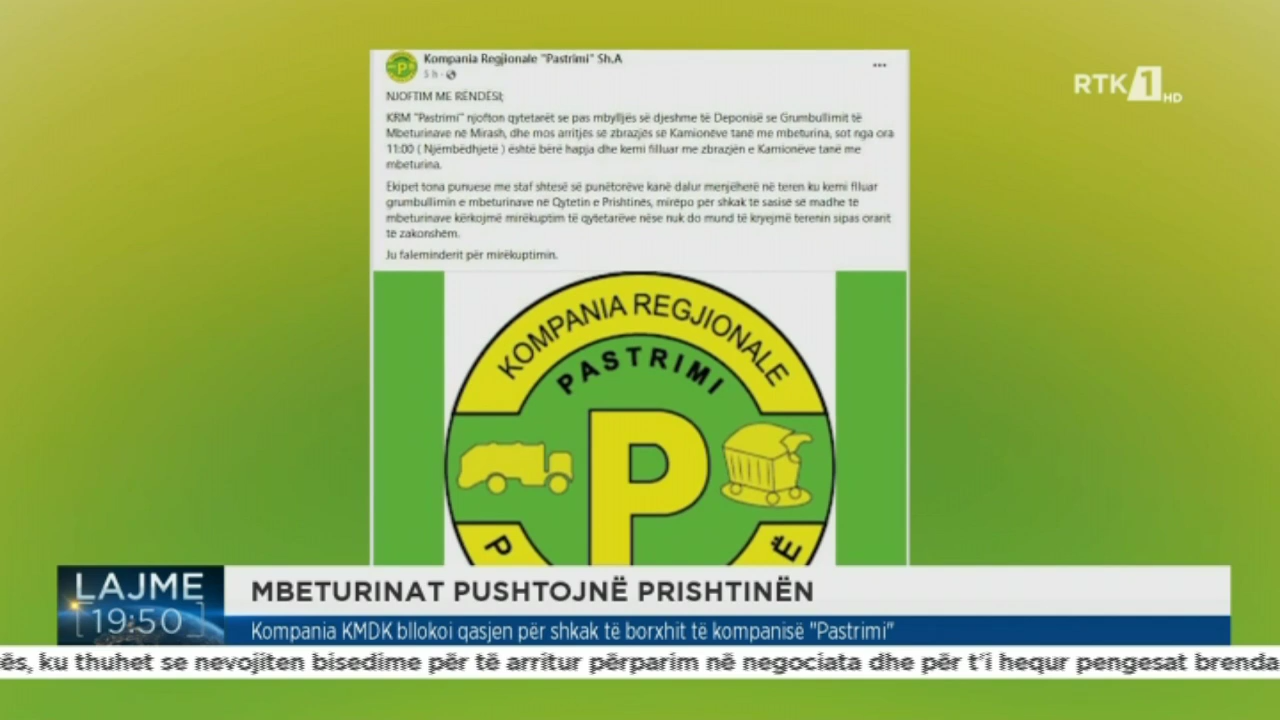 Kompania Regjionale "Pastrimi" Sh.A
5 h ·
NJOFTIM ME RËNDËSI;
KRM "Pastrimi" njofton qytetarët se pas mbylljës së djeshme të Deponisë se Grumbullimit të
Mbeturinave në Mirash, dhe mos arritjës së zbrazjës së Kamionëve tanë me mbeturina, sot nga ora
11:00 ( Njëmbëdhjetë ) është bërë hapja dhe kemi filluar me zbrazjën e Kamionëve tanë me
mbeturina.
Ekipet tona punuese me staf shtesë së punëtorëve kanë dalur menjëherë në teren ku kemi flluar
grumbullimin e mbeturinave në Qytetin e Prishtinës, mirëpo për shkak të sasisë së madhe të
mbeturinave kërkojmë mirëkuptim të qytetarëve nëse nuk do mund të kryejmë terenin sipas orarit
të zakonshëm.
Ju faleminderit për mirëkuptimin.
RTK 1 HD
KOMPANIA REGJIONALE
PASTRIMI
P
P
Ë
LAJME
19:50
MBETURINAT PUSHTOJNË PRISHTINËN
Kompania KMDK bllokoi qasjen për shkak të borxhit të kompanisë "Pastrimi"
ës, ku thuhet se nevojiten bisedime për të arritur përparim në negociata dhe për t'i hequr pengesat brenda